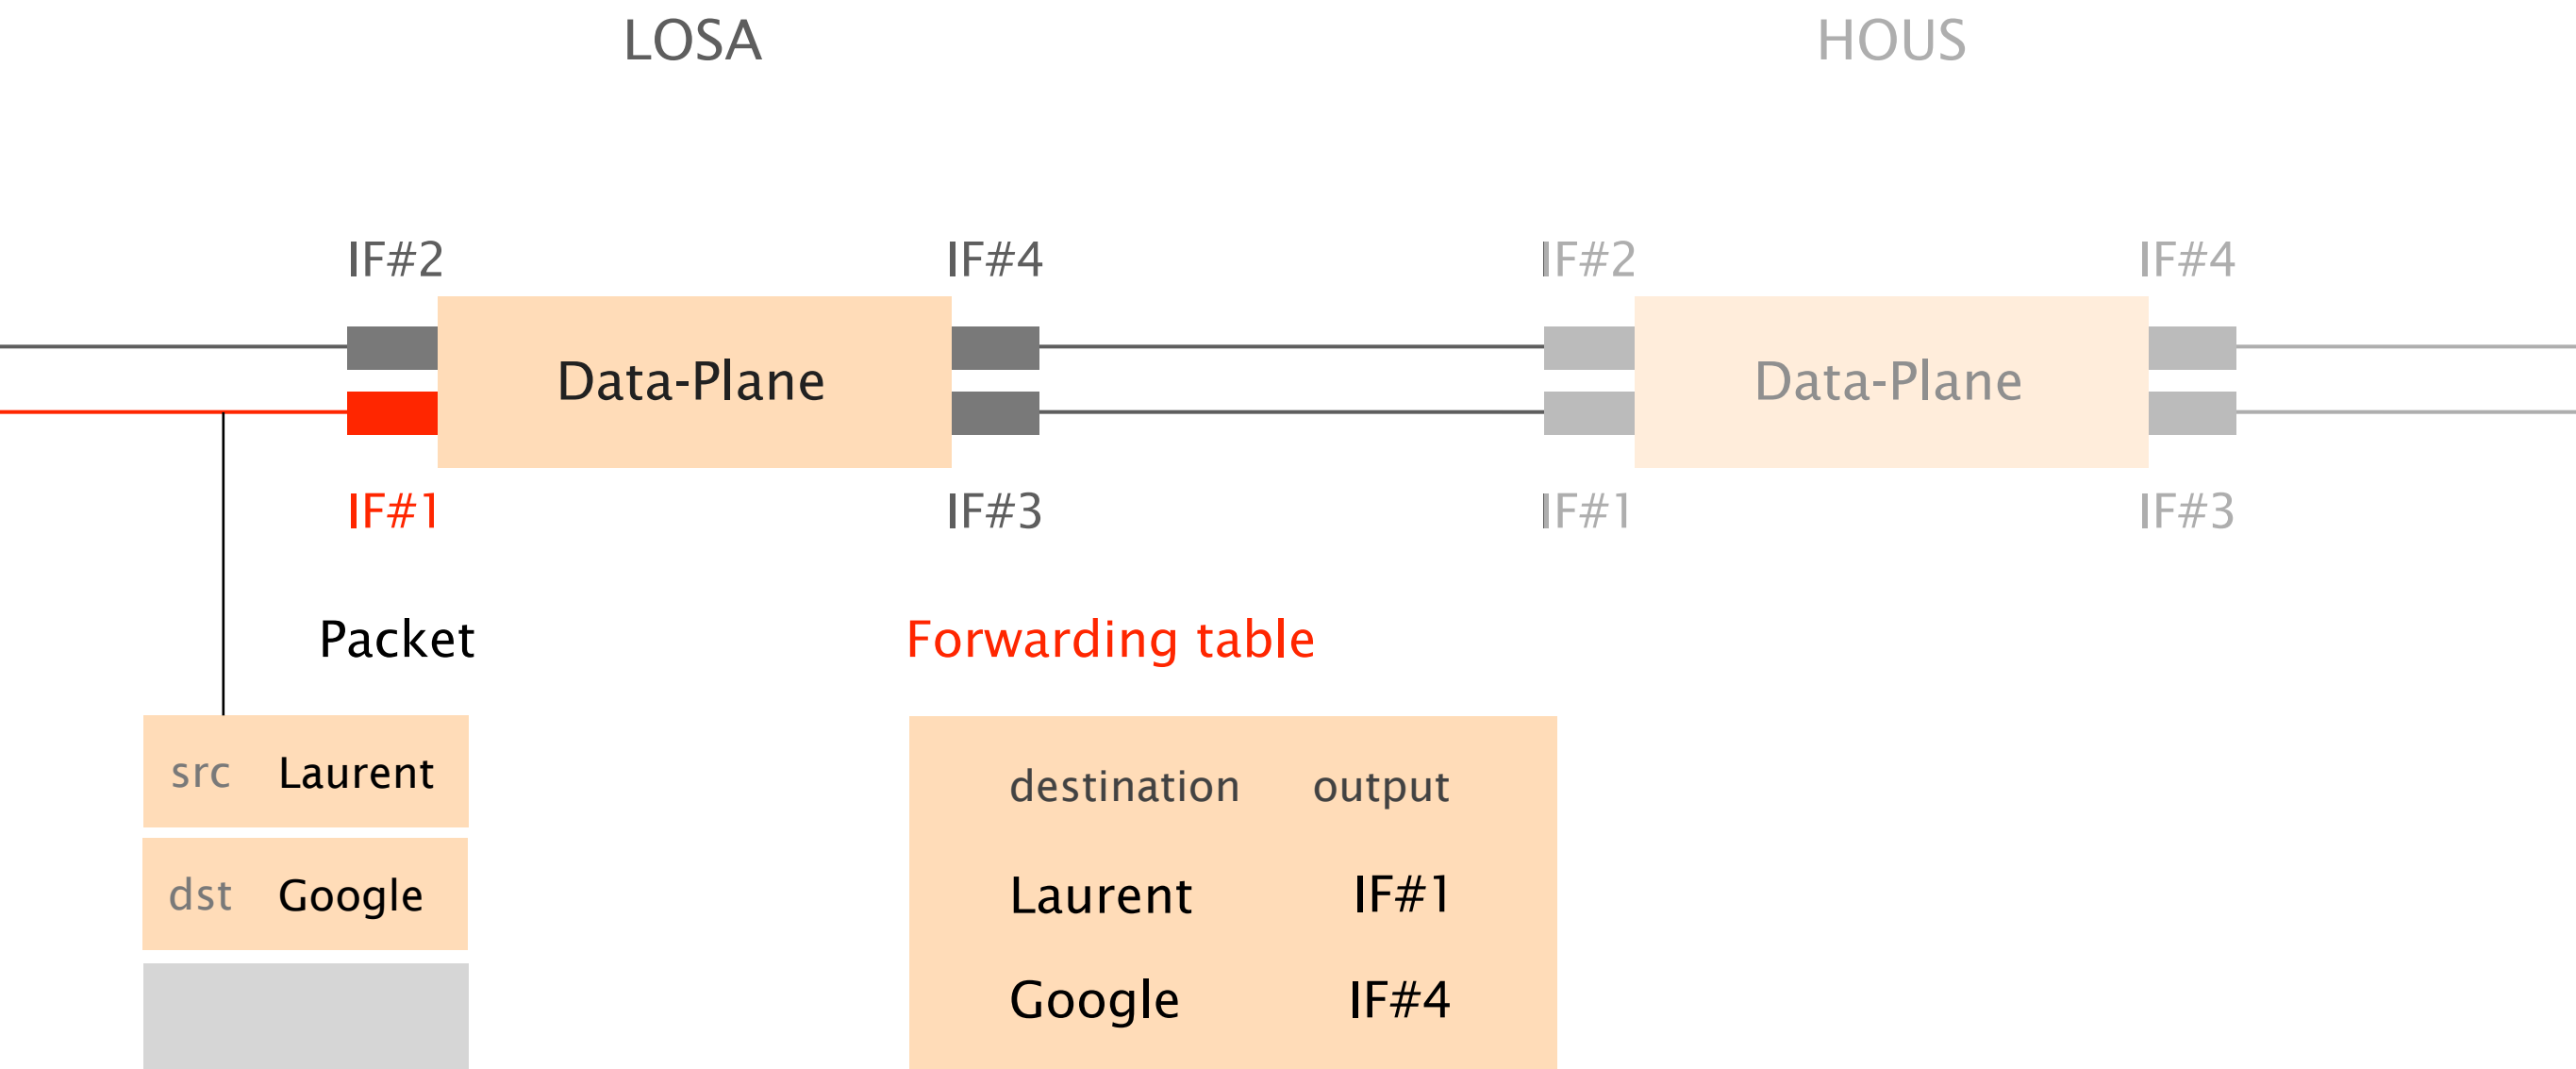 LOSA HOUS
IF#2 IF#4 IF#2 IF#4
Data-Plane Data-Plane
IF#1 IF#3 IF#1 IF#3
Packet Forwarding table
src Laurent
destination output
dst Google
Laurent IF#1
Google IF#4